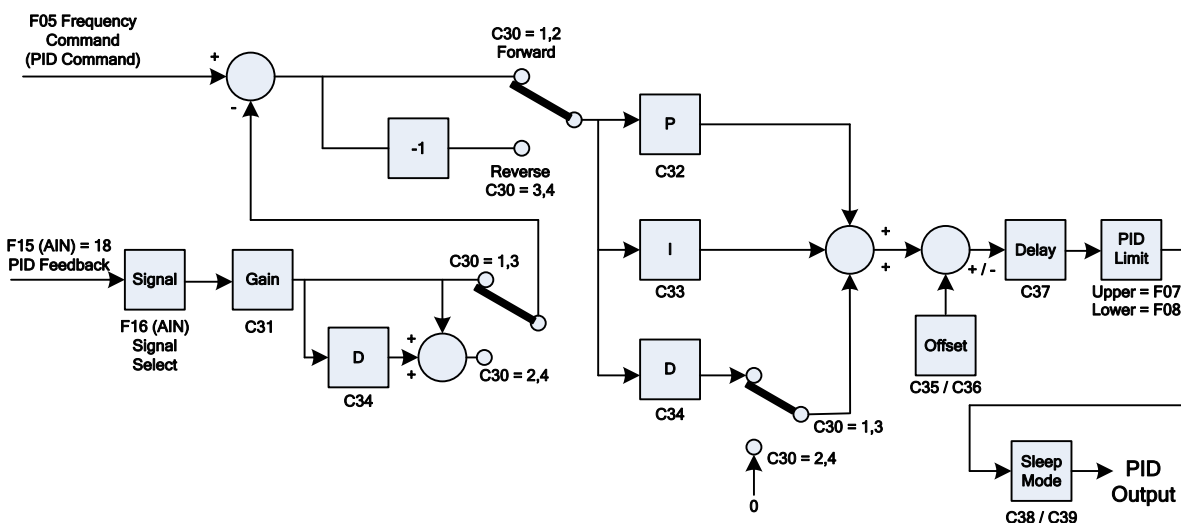 F05 Frequency
Command
(PID Command)
+
-
C30 = 1,2
Forward
-1
Reverse
C30 = 3,4
P
C32
I
C33
D
C34
F15 (AIN) = 18
PID Feedback
Signal
F16 (AIN)
Signal
Select
Gain
C31
D
C34
+
+
C30 = 1,3
C30 = 2,4
C30 = 1,3
C30 = 2,4
0
+
+
+ / -
Offset
C35 / C36
Delay
C37
PID
Limit
Upper = F07
Lower = F08
Sleep
Mode
C38 / C39
PID
Output